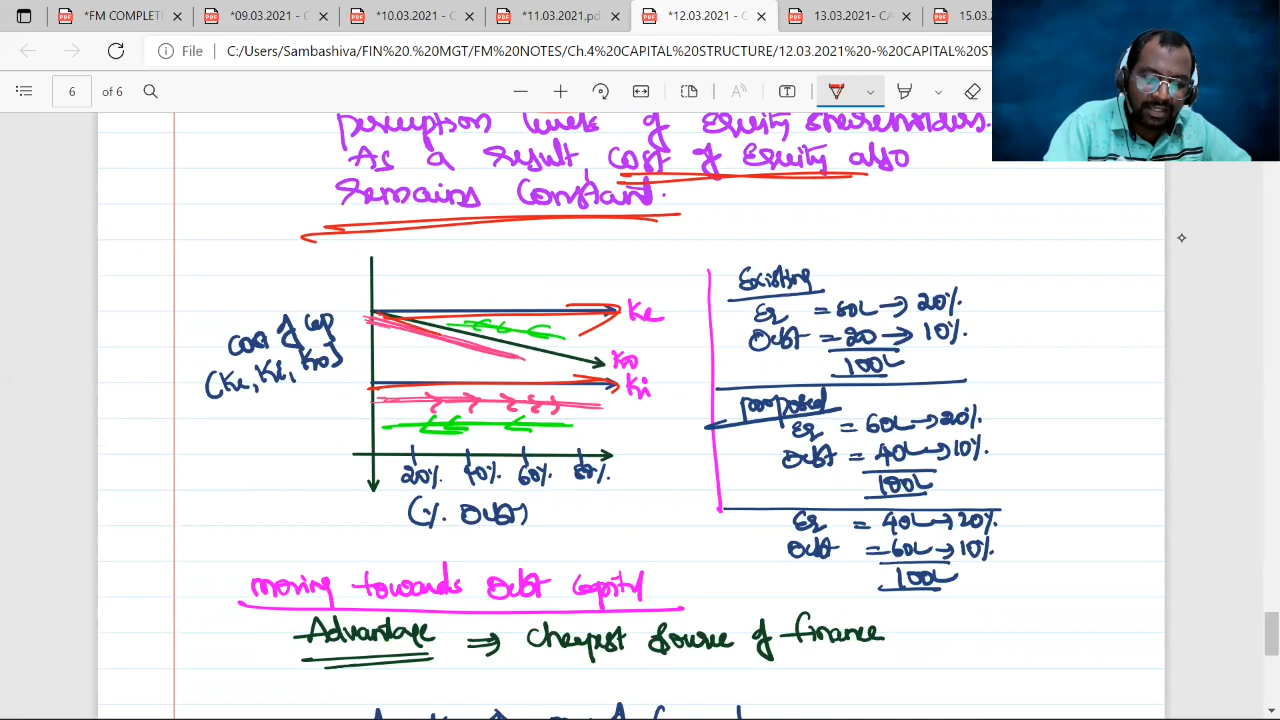 *FM COMPLETE
*09.03.2021 - C
*10.03.2021 - C
*11.03.2021.pd
*12.03.2021 - C
13.03.2021- CA
15.03
File
C:/Users/Sambashiva/FIN%20.%20MGT/FM%20NOTES/Ch.4%20CAPITAL%20STRUCTURE/12.03.2021%20-%20CAPITAL%20ST
6 of 6
perception levels of Equity shareholders.
As a result cost of Equity also
remains constant.
cost of cap
(Ke, Ki, Ko)
Ke
Ko
Ki
20% 40% 60% 80%
(% Debt)
Existing
Eq = 80L → 20%.
Debt = 20 → 10%.
100L
proposed
Eq = 60L → 20%.
Debt = 40L → 10%.
100L
Eq = 40L → 20%.
Debt = 60L → 10%.
100L
moving towards Debt capital
Advantage ⇒ cheapest source of finance